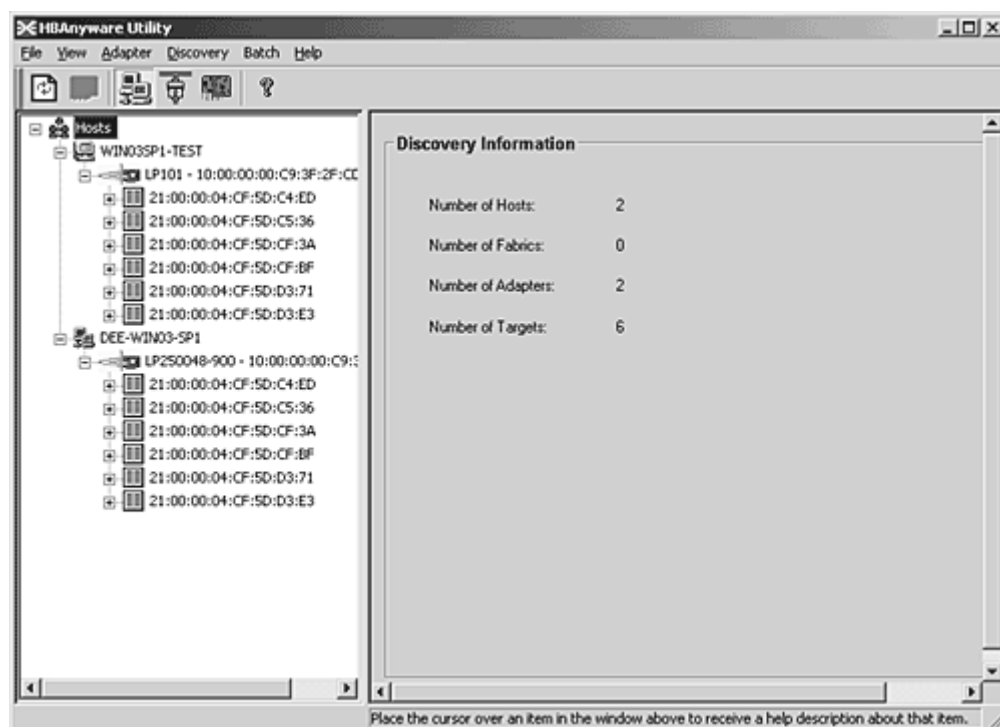 HBAnyware Utility
File View Adapter Discovery Batch Help
Hosts
WIN03SP1-TEST
LP101 - 10:00:00:00:C9:3F:2F:CD
21:00:00:04:CF:5D:C4:ED
21:00:00:04:CF:5D:C5:36
21:00:00:04:CF:5D:CF:3A
21:00:00:04:CF:5D:CF:BF
21:00:00:04:CF:5D:D3:71
21:00:00:04:CF:5D:D3:E3
DEE-WIN03-SP1
LP250048-900 - 10:00:00:00:C9:3
21:00:00:04:CF:5D:C4:ED
21:00:00:04:CF:5D:C5:36
21:00:00:04:CF:5D:CF:3A
21:00:00:04:CF:5D:CF:BF
21:00:00:04:CF:5D:D3:71
21:00:00:04:CF:5D:D3:E3
Discovery Information
Number of Hosts: 2
Number of Fabrics: 0
Number of Adapters: 2
Number of Targets: 6
Place the cursor over an item in the window above to receive a help description about that item.